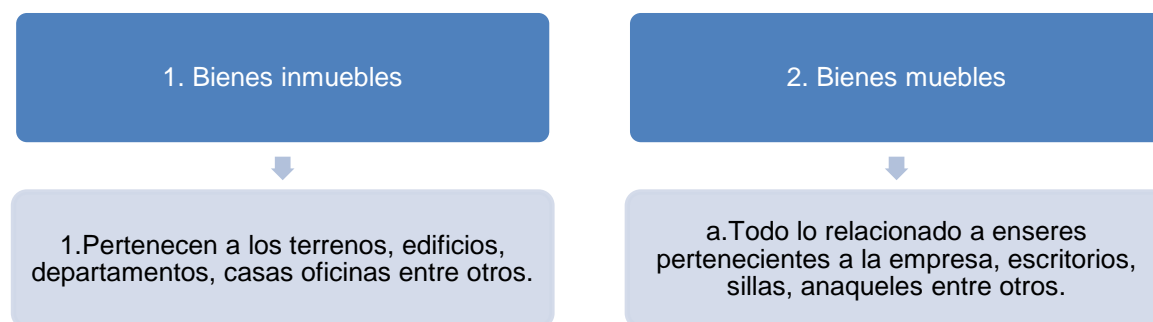 1. Bienes inmuebles
1.Pertenecen a los terrenos, edificios,
departamentos, casas oficinas entre otros.
2. Bienes muebles
a.Todo lo relacionado a enseres
pertenecientes a la empresa, escritorios,
sillas, anaqueles entre otros.